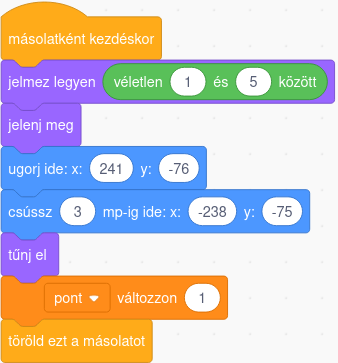 másolatként kezdéskor
jelmez legyen véletlen 1 és 5 között
jelenj meg
ugorj ide: x: 241 y: -76
csússz 3 mp-ig ide: x: -238 y: -75
tűnj el
pont változzon 1
töröld ezt a másolatot